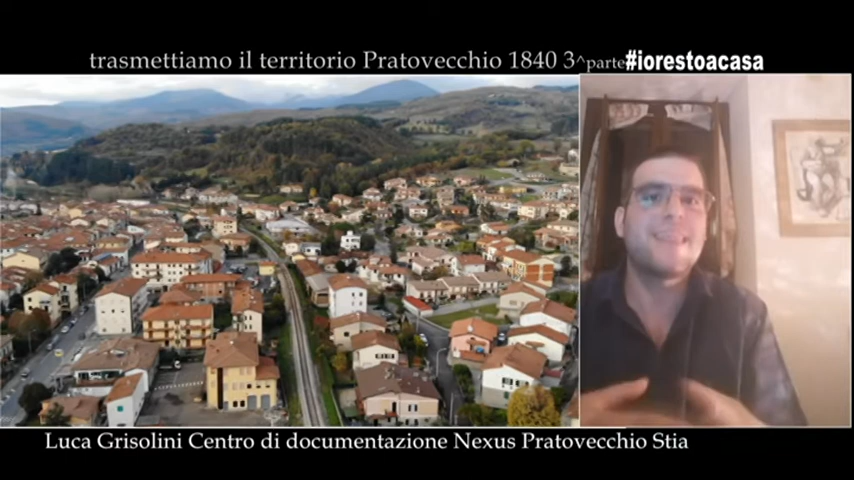 trasmettiamo il territorio Pratovecchio 1840 3^parte#iorestoacasa
Luca Grisolini Centro di documentazione Nexus Pratovecchio Stia